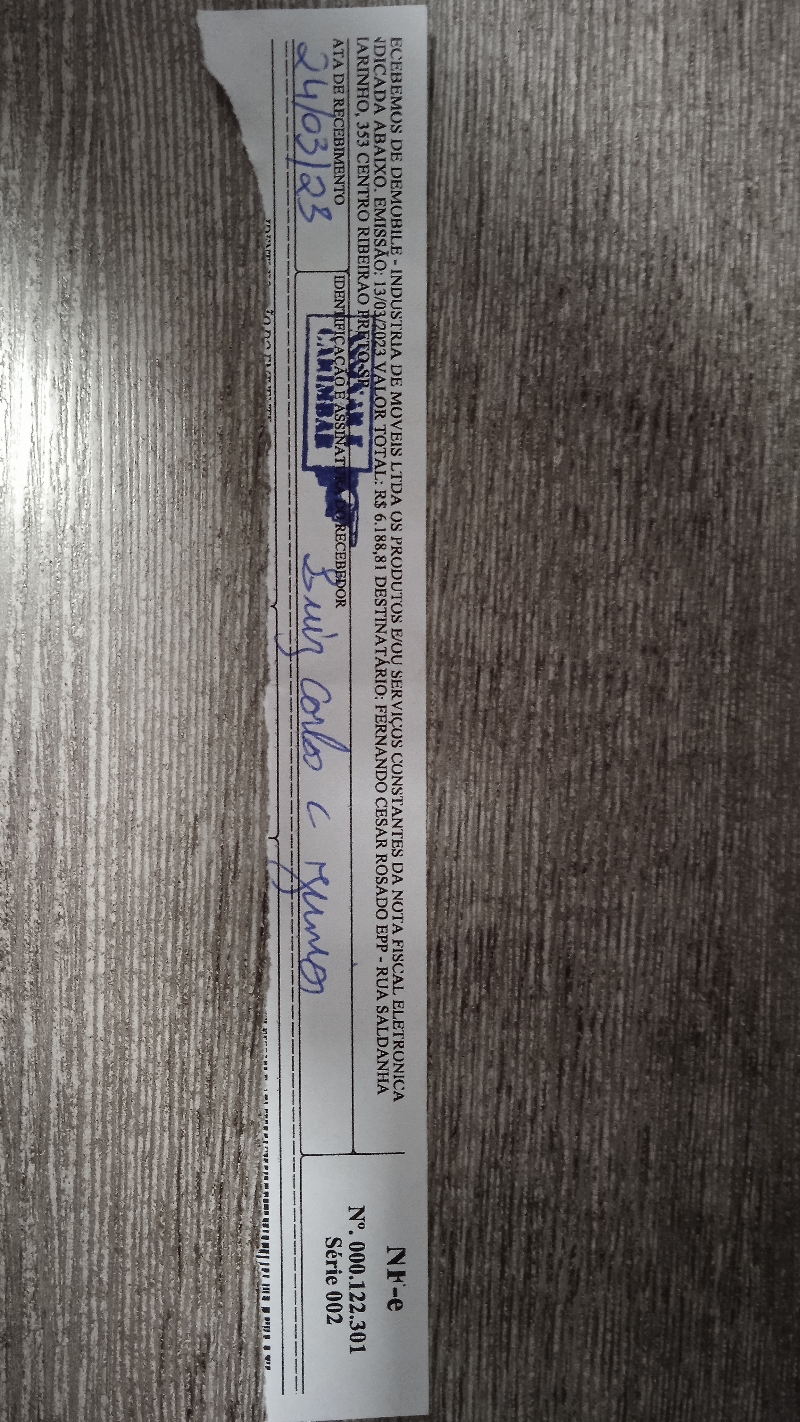 ECEBEMOS DE DEMOBILE - INDUSTRIA DE MOVEIS LTDA OS PRODUTOS E/OU SERVIÇOS CONSTANTES DA NOTA FISCAL ELETRONICA
NDICADA ABAIXO. EMISSÃO: 13/03/2023 VALOR TOTAL: R$ 6.188,81 DESTINATÁRIO: FERNANDO CESAR ROSADO EPP - RUA SALDANHA
ARINHO, 353 CENTRO RIBEIRAO PRETO-SP
ATA DE RECEBIMENTO
24/03/23
IDENTIFICAÇÃO E ASSINATURA DO RECEBEDOR
CARIMBAR
Luiz Carlos C
NF-e
Nº. 000.122.301
Série 002